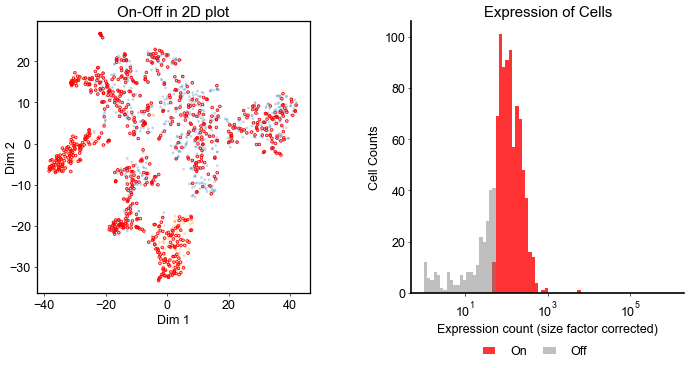 On-Off in 2D plot
Dim 2
20
10
0
−10
−20
−30
−40
−20
0
20
40
Dim 1
Expression of Cells
Cell Counts
100
80
60
40
20
0
10^1
10^3
10^5
Expression count (size factor corrected)
On
Off